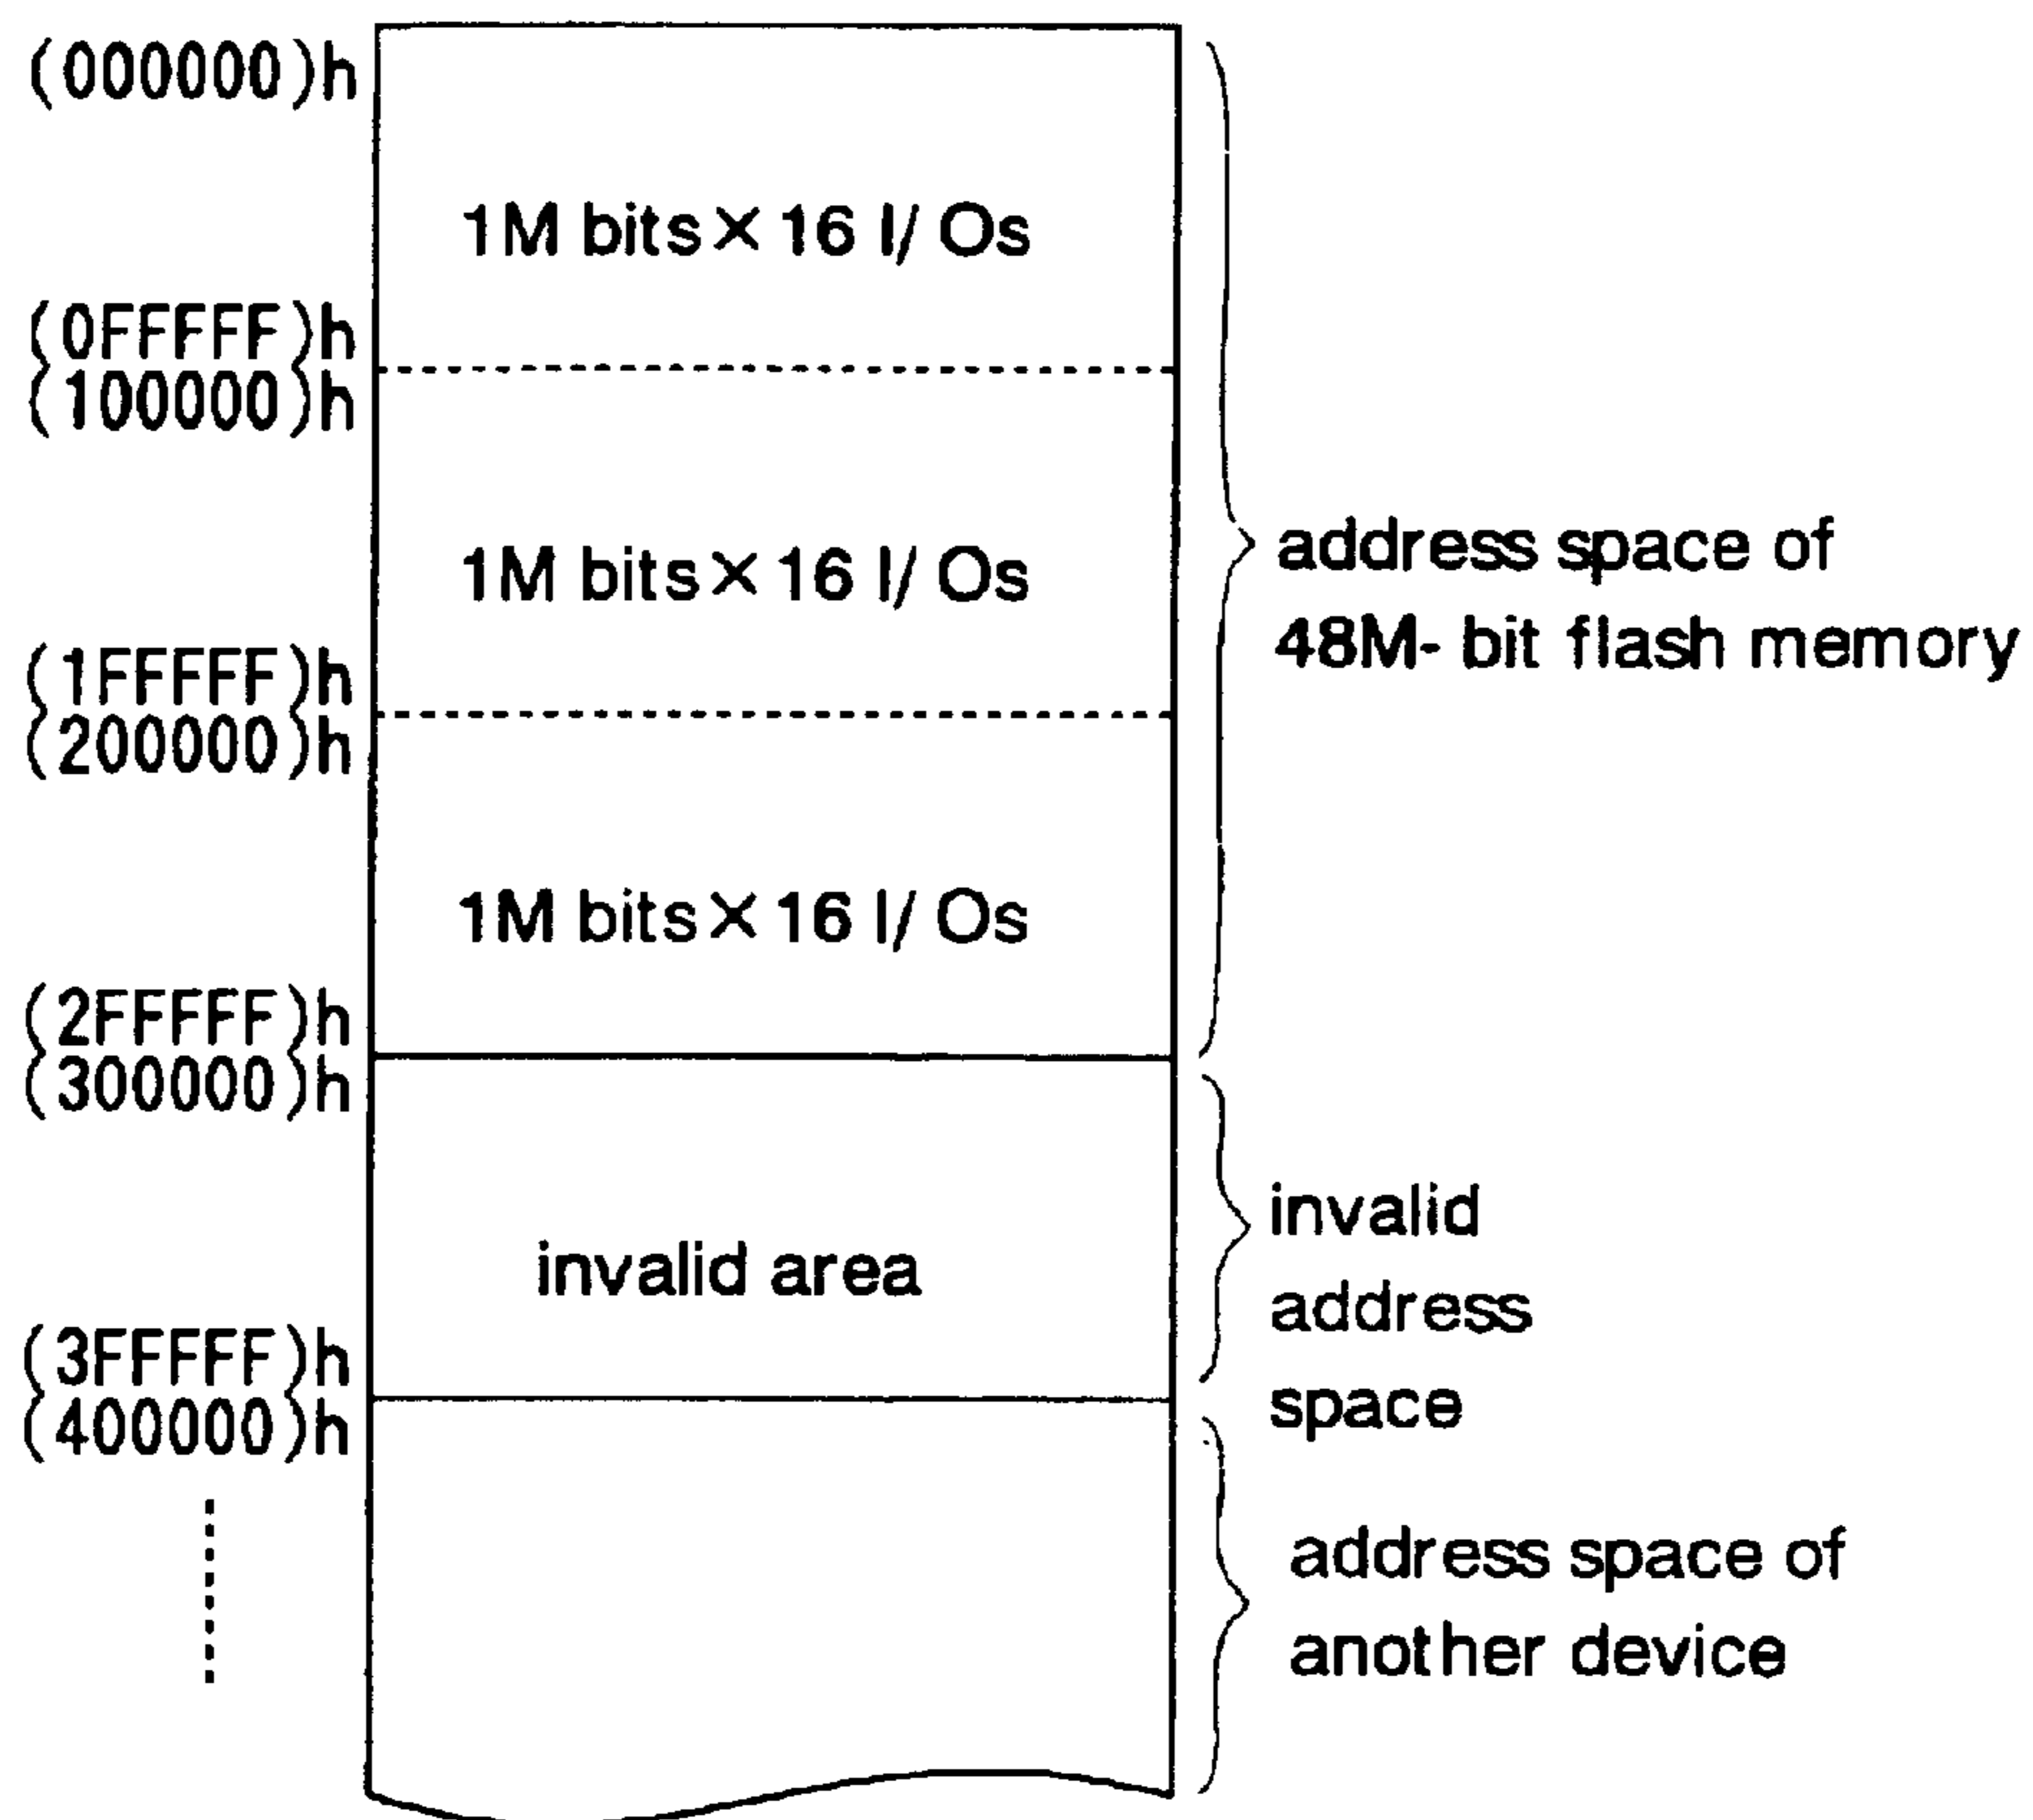 (000000)h
1M bits×16 I/ Os
(0FFFFF)h
(100000)h
1M bits×16 I/ Os
address space of
48M- bit flash memory
(1FFFFF)h
(200000)h
1M bits×16 I/ Os
(2FFFFF)h
(300000)h
invalid area
invalid
address
space
(3FFFFF)h
(400000)h
address space of
another device